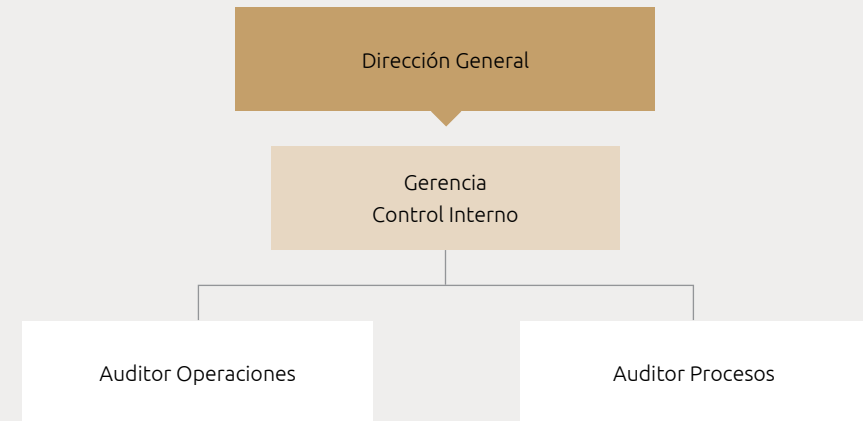 Dirección General
Gerencia
Control Interno
Auditor Operaciones
Auditor Procesos